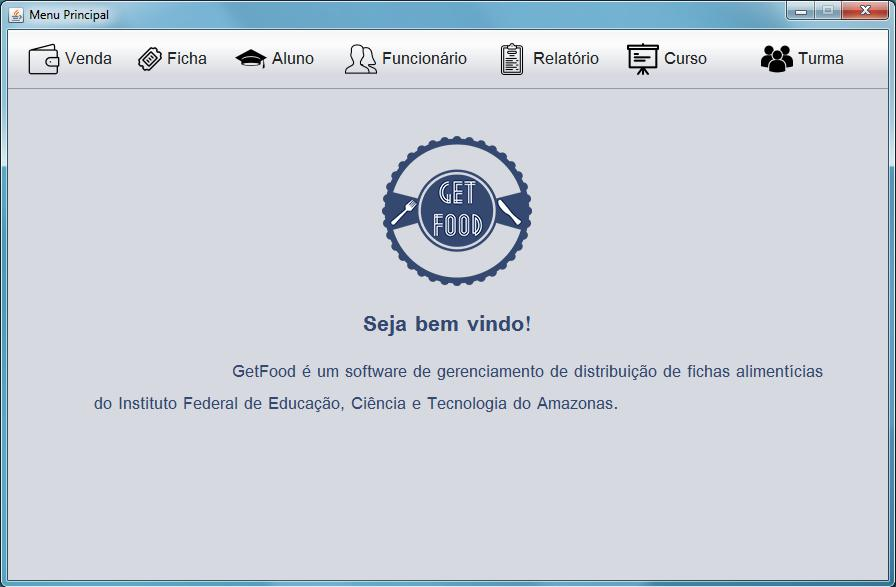 Menu Principal
Venda Ficha Aluno Funcionário Relatório Curso Turma
GET
FOOD
Seja bem vindo!
GetFood é um software de gerenciamento de distribuição de fichas alimentícias
do Instituto Federal de Educação, Ciência e Tecnologia do Amazonas.